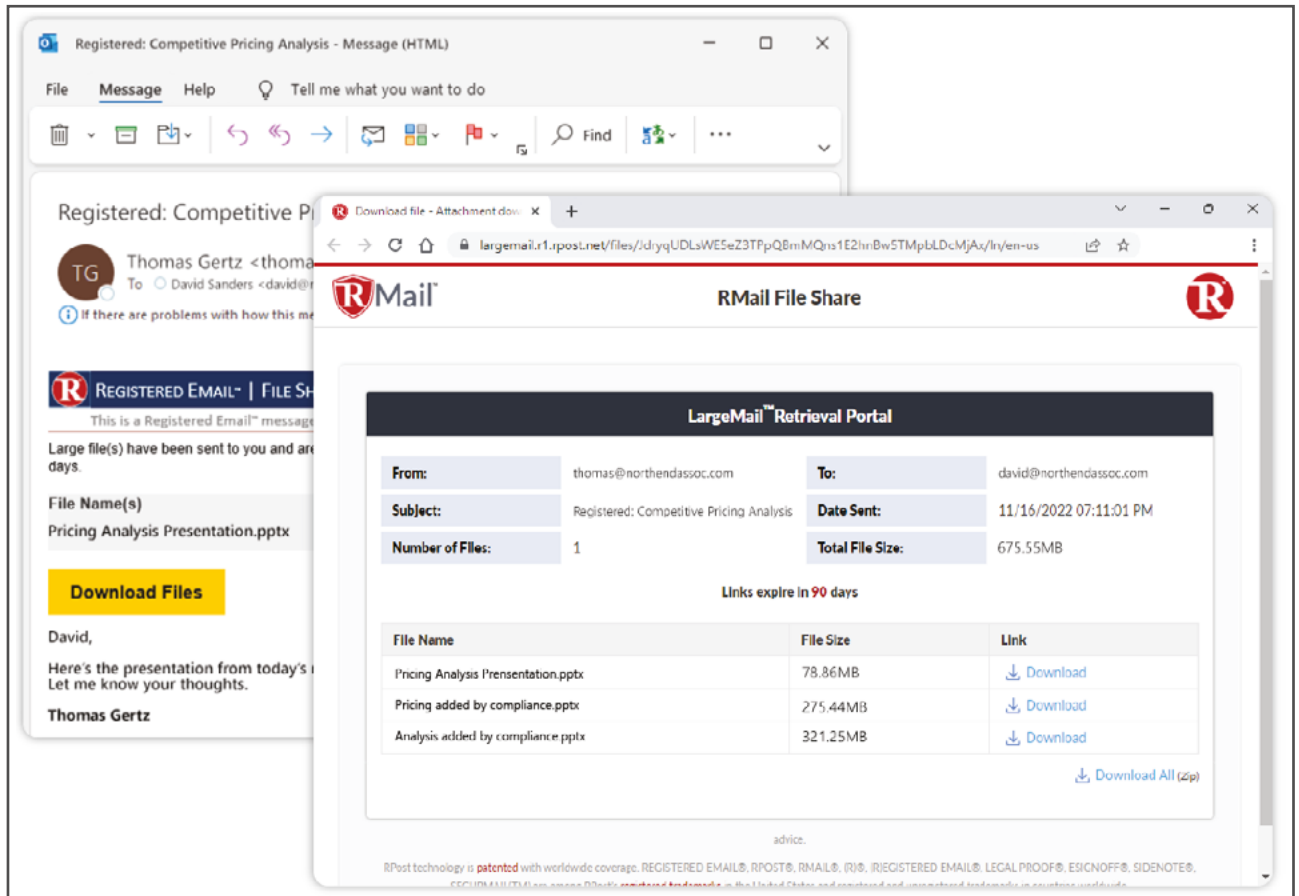 Registered: Competitive Pricing Analysis - Message (HTML)
File Message Help Tell me what you want to do
Find
Registered: Competitive P
TG
Thomas Gertz <thoma
To David Sanders <david@r
If there are problems with how this me
R REGISTERED EMAIL™ | FILE SH
This is a Registered Email™ message
Large file(s) have been sent to you and are
days.
File Name(s)
Pricing Analysis Presentation.pptx
Download Files
David,
Here's the presentation from today's
Let me know your thoughts.
Thomas Gertz
Download file - Attachment dow
largemail.r1.rpost.net/files/
RMail™
RMail File Share
R
LargeMail™ Retrieval Portal
From: thomas@northendassoc.com To: david@northendassoc.com
Subject: Registered: Competitive Pricing Analysis Date Sent: 11/16/2022 07:11:01 PM
Number of Files: 1 Total File Size: 675.55MB
Links expire in 90 days
File Name File Size Link
Pricing Analysis Prensentation.pptx 78.86MB Download
Pricing added by compliance.pptx 275.44MB Download
Analysis added by compliance.pptx 321.25MB Download
Download All (Zip)
advice.
RPost technology is patented with worldwide coverage. REGISTERED EMAIL®, RPOST®, RMAIL®, (R)®, (R)EGISTERED EMAIL®, LEGAL PROOF®, ESIGNOFF®, SIDENOTE®,